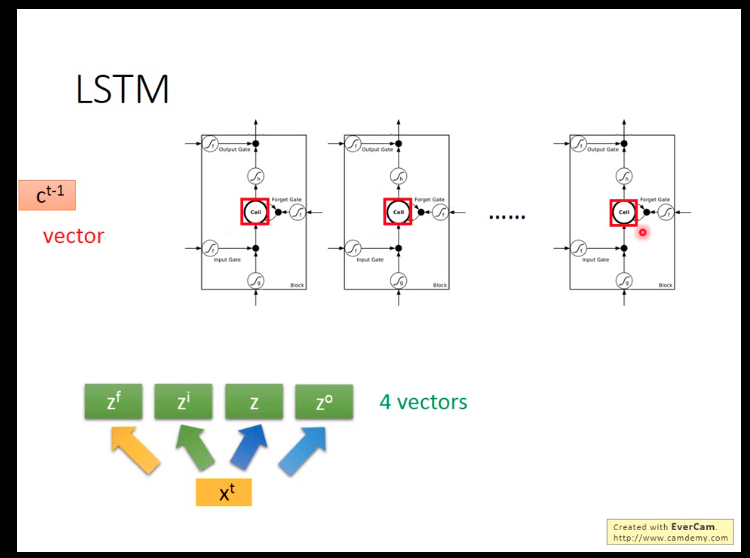 LSTM
Output Gate
Output Gate
Output Gate
c^t-1
vector
Forget Gate
Cell
Forget Gate
Cell
......
Forget Gate
Cell
Input Gate
Input Gate
Input Gate
Block
Block
Block
z^f
z^i
z
z^o
4 vectors
x^t
Created with EverCam.
http://www.camdemy.com